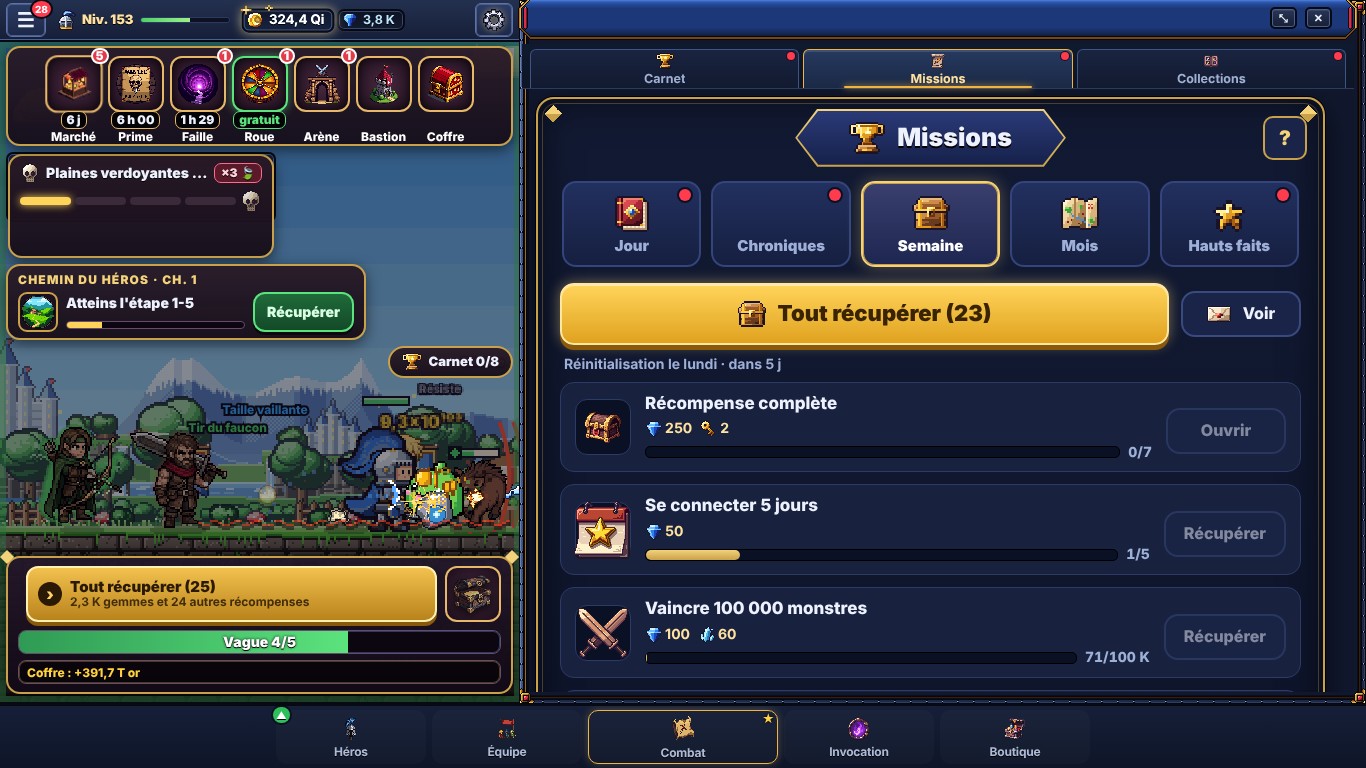 28
Niv. 153
324,4 Qi
3,8 K
5
1
1
1
6 j
6 h 00
1 h 29
gratuit
Marché
Prime
Faille
Roue
Arène
Bastion
Coffre
Plaines verdoyantes ...
×3
CHEMIN DU HÉROS · CH. 1
Atteins l'étape 1-5
Récupérer
Carnet 0/8
Résiste
Taille vaillante
Tir du faucon
Tout récupérer (25)
2,3 K gemmes et 24 autres récompenses
Vague 4/5
Coffre : +391,7 T or
Carnet
Missions
Collections
Missions
?
Jour
Chroniques
Semaine
Mois
Hauts faits
Tout récupérer (23)
Voir
Réinitialisation le lundi · dans 5 j
Récompense complète
250 2
0/7
Ouvrir
Se connecter 5 jours
50
1/5
Récupérer
Vaincre 100 000 monstres
100 60
71/100 K
Récupérer
Héros
Équipe
Combat
Invocation
Boutique